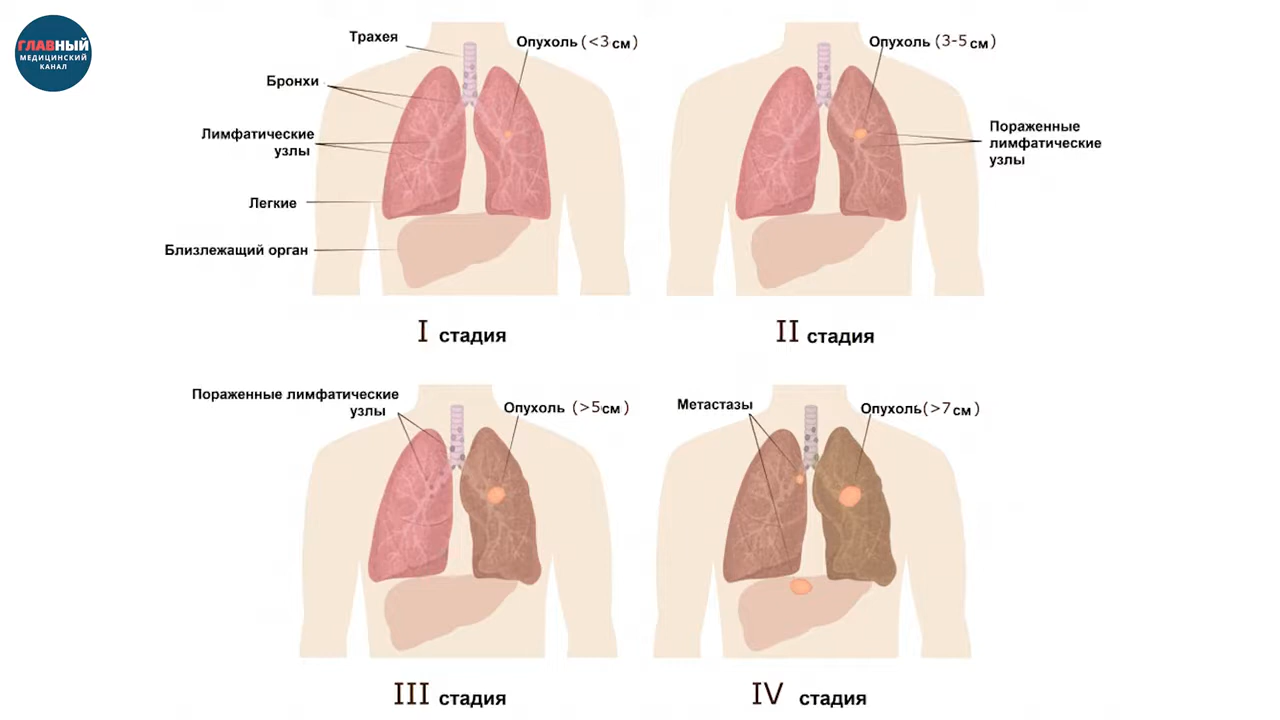 ГЛАВНЫЙ
МЕДИЦИНСКИЙ
КАНАЛ
Трахея
Опухоль (<3 см)
Бронхи
Лимфатические
узлы
Легкие
Близлежащий орган
I стадия
Опухоль (3-5 см)
Пораженные
лимфатические
узлы
II стадия
Пораженные лимфатические
узлы
Опухоль (>5 см)
III стадия
Метастазы
Опухоль (>7 см)
IV стадия